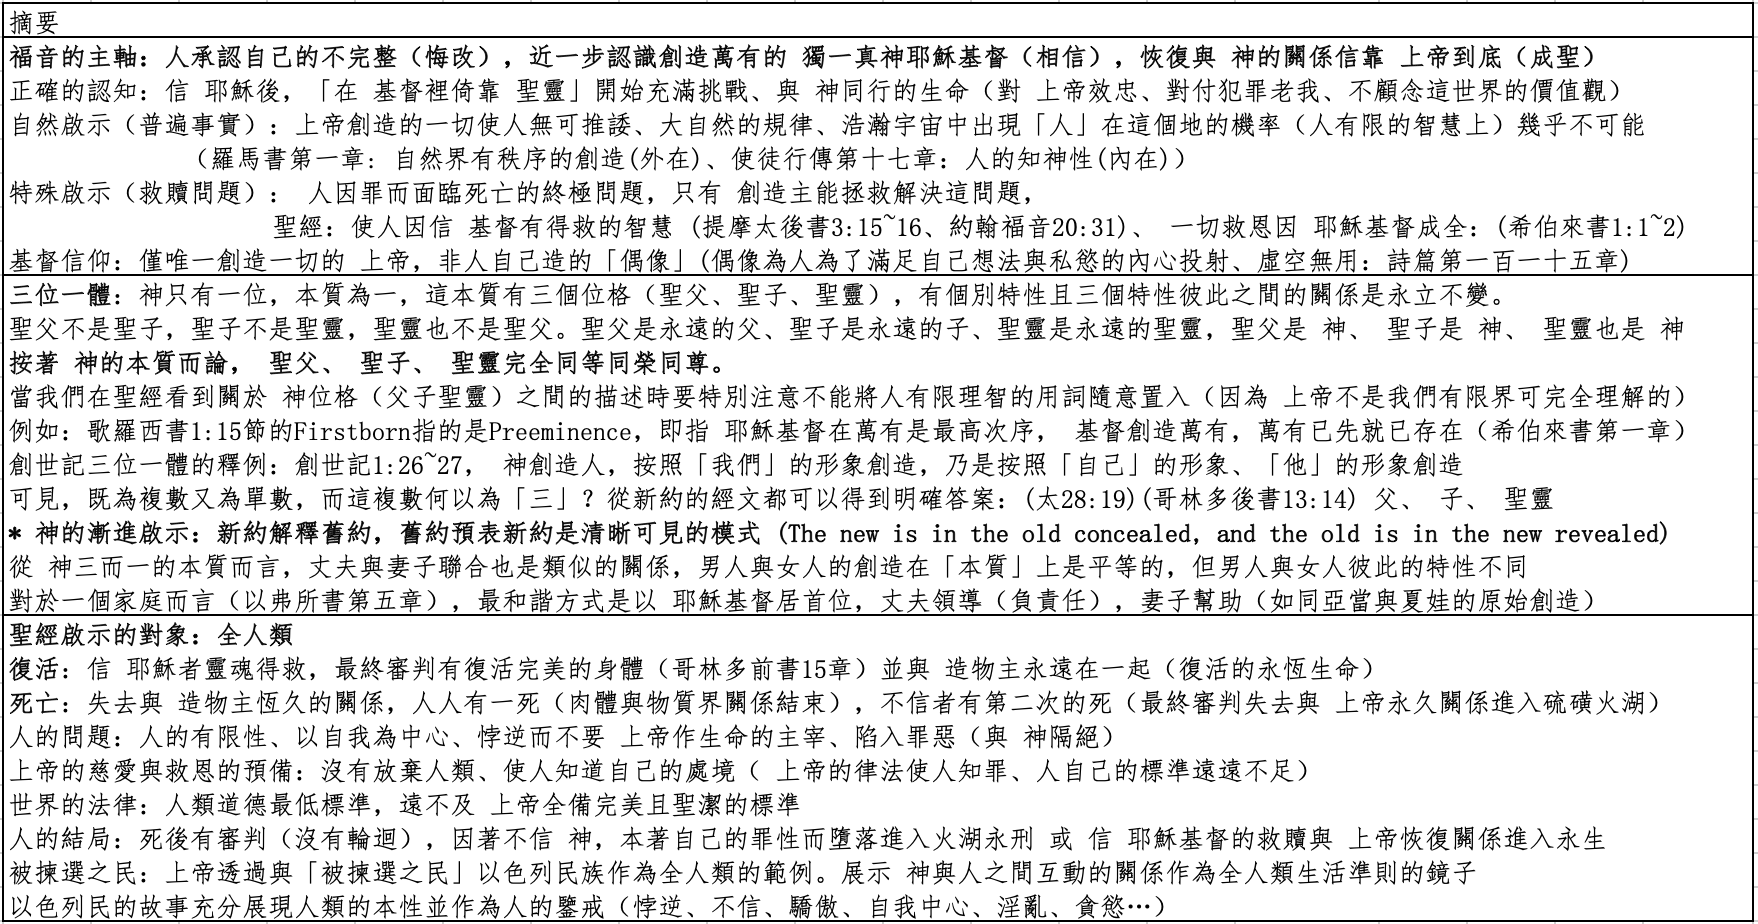 摘要
福音的主軸：人承認自己的不完整（悔改），近一步認識創造萬有的 獨一真神耶穌基督（相信），恢復與 神的關係信靠 上帝到底（成聖）
正確的認知：信 耶穌後，「在 基督裡倚靠 聖靈」開始充滿挑戰、與 神同行的生命（對 上帝效忠、對付犯罪老我、不顧念這世界的價值觀）
自然啟示（普遍事實）：上帝創造的一切使人無可推諉、大自然的規律、浩瀚宇宙中出現「人」在這個地的機率（人有限的智慧上）幾乎不可能
（羅馬書第一章：自然界有秩序的創造(外在)、使徒行傳第十七章：人的知神性(內在)）
特殊啟示（救贖問題）： 人因罪而面臨死亡的終極問題，只有 創造主能拯救解決這問題，
聖經：使人因信 基督有得救的智慧 (提摩太後書3:15~16、約翰福音20:31)、 一切救恩因 耶穌基督成全：(希伯來書1:1~2)
基督信仰：僅唯一創造一切的 上帝，非人自己造的「偶像」(偶像為人為了滿足自己想法與私慾的內心投射、虛空無用：詩篇第一百一十五章)
三位一體：神只有一位，本質為一，這本質有三個位格（聖父、聖子、聖靈），有個別特性且三個特性彼此之間的關係是永立不變。
聖父不是聖子，聖子不是聖靈，聖靈也不是聖父。聖父是永遠的父、聖子是永遠的子、聖靈是永遠的聖靈，聖父是 神、 聖子是 神、 聖靈也是 神
按著 神的本質而論， 聖父、 聖子、 聖靈完全同等同榮同尊。
當我們在聖經看到關於 神位格（父子聖靈）之間的描述時要特別注意不能將人有限理智的用詞隨意置入（因為 上帝不是我們有限界可完全理解的）
例如：歌羅西書1:15節的Firstborn指的是Preeminence，即指 耶穌基督在萬有是最高次序， 基督創造萬有，萬有已先就已存在（希伯來書第一章）
創世記三位一體的釋例：創世記1:26~27， 神創造人，按照「我們」的形象創造，乃是按照「自己」的形象、「他」的形象創造
可見，既為複數又為單數，而這複數何以為「三」？從新約的經文都可以得到明確答案：(太28:19)(哥林多後書13:14) 父、 子、 聖靈
* 神的漸進啟示：新約解釋舊約，舊約預表新約是清晰可見的模式 (The new is in the old concealed, and the old is in the new revealed)
從 神三而一的本質而言，丈夫與妻子聯合也是類似的關係，男人與女人的創造在「本質」上是平等的，但男人與女人彼此的特性不同
對於一個家庭而言（以弗所書第五章），最和諧方式是以 耶穌基督居首位，丈夫領導（負責任），妻子幫助（如同亞當與夏娃的原始創造）
聖經啟示的對象：全人類
復活：信 耶穌者靈魂得救，最終審判有復活完美的身體（哥林多前書15章）並與 造物主永遠在一起（復活的永恆生命）
死亡：失去與 造物主恆久的關係，人人有一死（肉體與物質界關係結束），不信者有第二次的死（最終審判失去與 上帝永久關係進入硫磺火湖）
人的問題：人的有限性、以自我為中心、悖逆而不要 上帝作生命的主宰、陷入罪惡（與 神隔絕）
上帝的慈愛與救恩的預備：沒有放棄人類、使人知道自己的處境（ 上帝的律法使人知罪、人自己的標準遠遠不足）
世界的法律：人類道德最低標準，遠不及 上帝全備完美且聖潔的標準
人的結局：死後有審判（沒有輪迴），因著不信 神，本著自己的罪性而墮落進入火湖永刑 或 信 耶穌基督的救贖與 上帝恢復關係進入永生
被揀選之民：上帝透過與「被揀選之民」以色列民族作為全人類的範例。展示 神與人之間互動的關係作為全人類生活準則的鏡子
以色列民的故事充分展現人類的本性並作為人的鑒戒（悖逆、不信、驕傲、自我中心、淫亂、貪慾…）